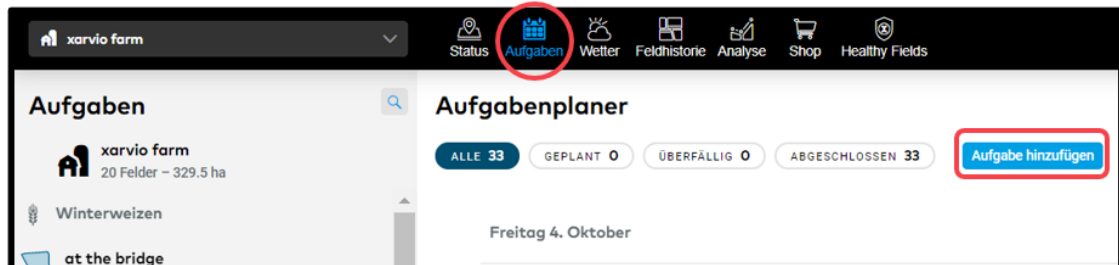 xarvio farm
Status Aufgaben Wetter Feldhistorie Analyse Shop Healthy Fields
Aufgaben
xarvio farm
20 Felder – 329.5 ha
Winterweizen
at the bridge
Aufgabenplaner
ALLE 33 GEPLANT 0 ÜBERFÄLLIG 0 ABGESCHLOSSEN 33 Aufgabe hinzufügen
Freitag 4. Oktober